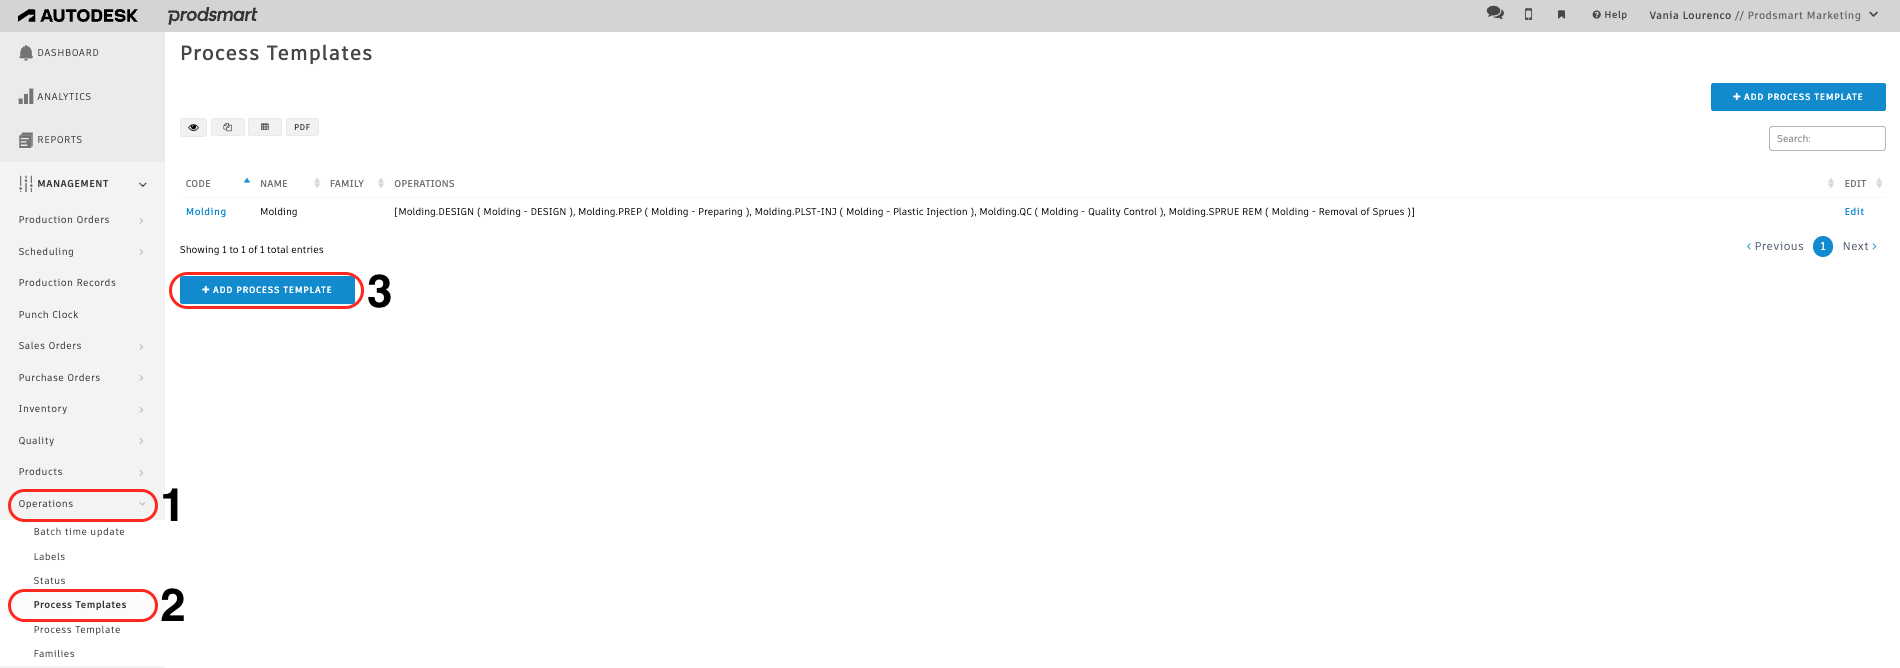 AUTODESK prodsmart Help Vania Lourenco // Prodsmart Marketing
DASHBOARD
ANALYTICS
REPORTS
MANAGEMENT
Production Orders
Scheduling
Production Records
Punch Clock
Sales Orders
Purchase Orders
Inventory
Quality
Products
Operations 1
Batch time update
Labels
Status
Process Templates 2
Process Template
Families
Process Templates
+ ADD PROCESS TEMPLATE
PDF
Search:
CODE NAME FAMILY OPERATIONS EDIT
Molding Molding [Molding.DESIGN ( Molding - DESIGN ), Molding.PREP ( Molding - Preparing ), Molding.PLST-INJ ( Molding - Plastic Injection ), Molding.QC ( Molding - Quality Control ), Molding.SPRUE REM ( Molding - Removal of Sprues )] Edit
Showing 1 to 1 of 1 total entries
‹ Previous 1 Next ›
+ ADD PROCESS TEMPLATE 3